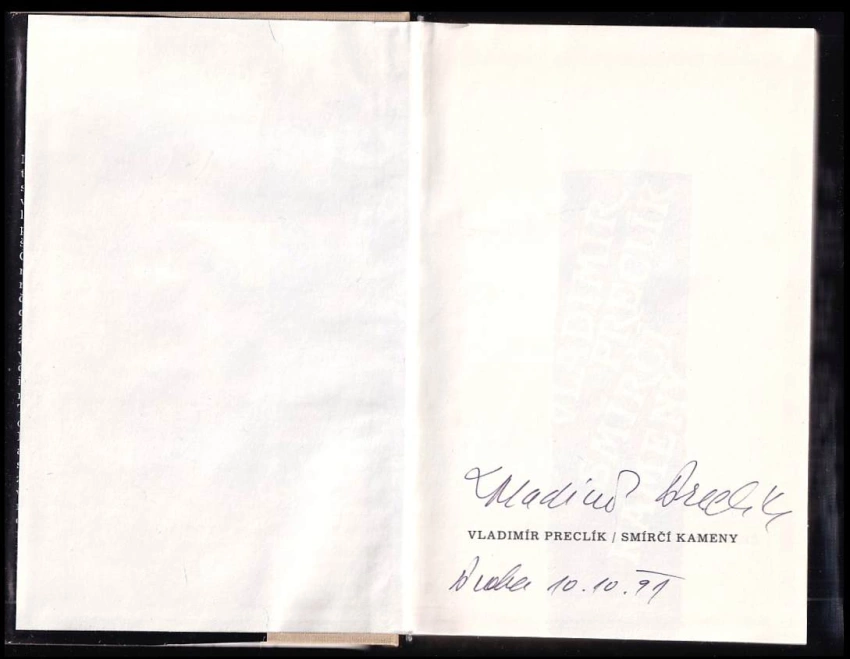 Vladimír Preclík
VLADIMÍR PRECLÍK / SMÍRČÍ KAMENY
Praha 10.10.91